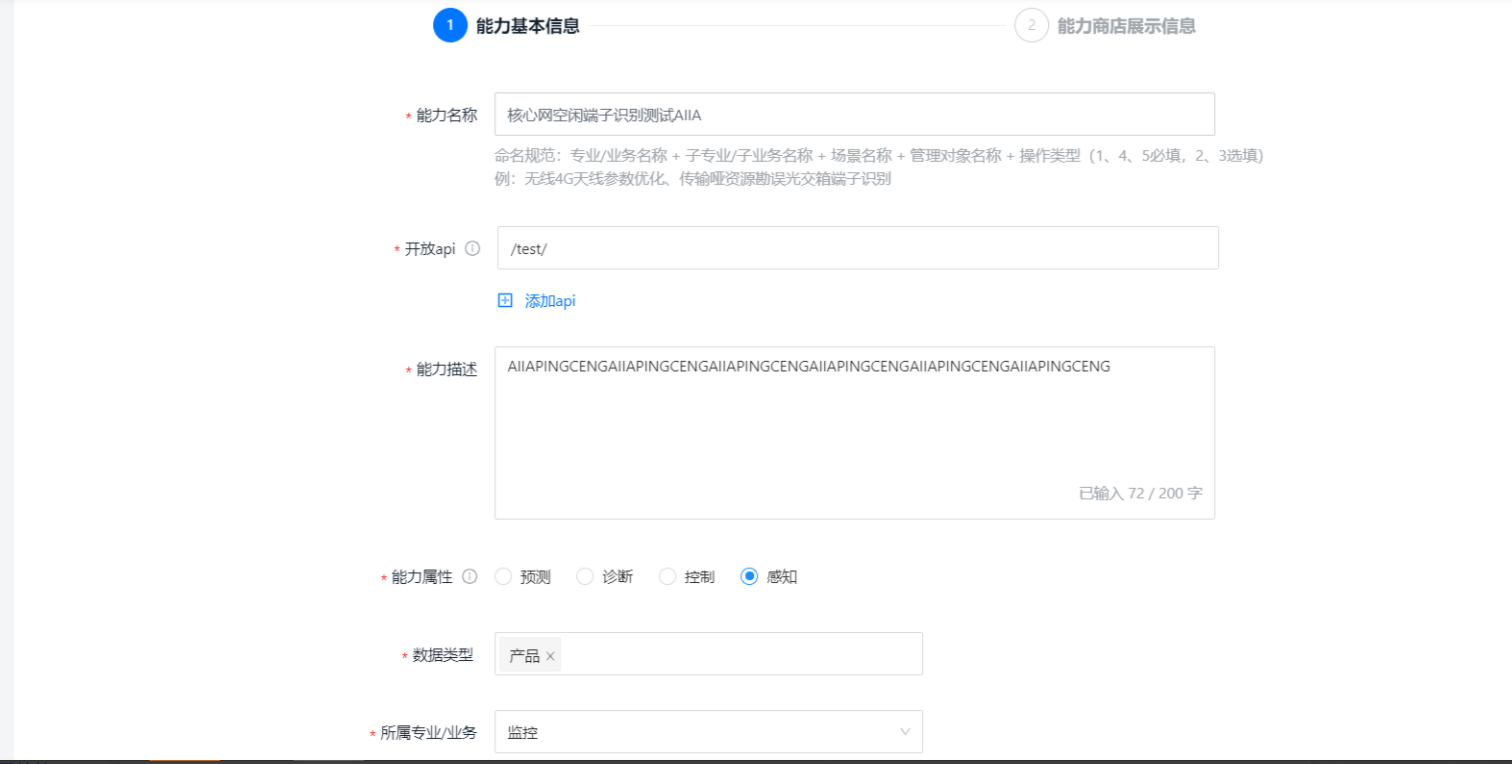 1 能力基本信息 2 能力商店展示信息
* 能力名称 核心网空闲端子识别测试AIIA
命名规范：专业/业务名称 + 子专业/子业务名称 + 场景名称 + 管理对象名称 + 操作类型（1、4、5必填，2、3选填）
例：无线4G天线参数优化、传输哑资源勘误光交箱端子识别
* 开放api /test/
添加api
* 能力描述 AIIAPINGCENGAIIAPINGCENGAIIAPINGCENGAIIAPINGCENGAIIAPINGCENGAIIAPINGCENG
已输入 72 / 200 字
* 能力属性 预测 诊断 控制 感知
* 数据类型 产品 ×
* 所属专业/业务 监控